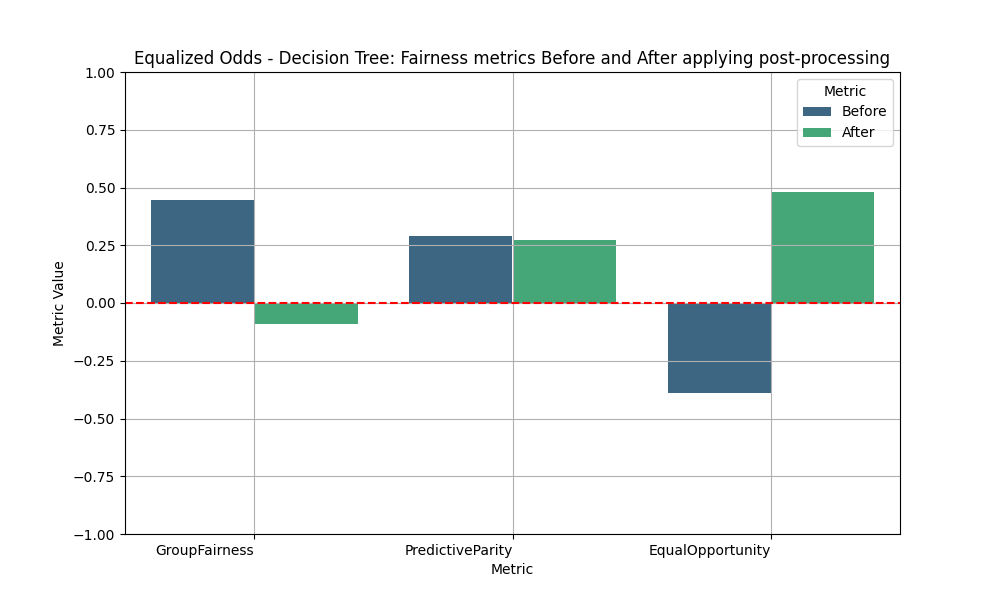 Equalized Odds - Decision Tree: Fairness metrics Before and After applying post-processing
Metric
Before
After
1.00
0.75
0.50
0.25
0.00
−0.25
−0.50
−0.75
−1.00
Metric Value
GroupFairness
PredictiveParity
EqualOpportunity
Metric